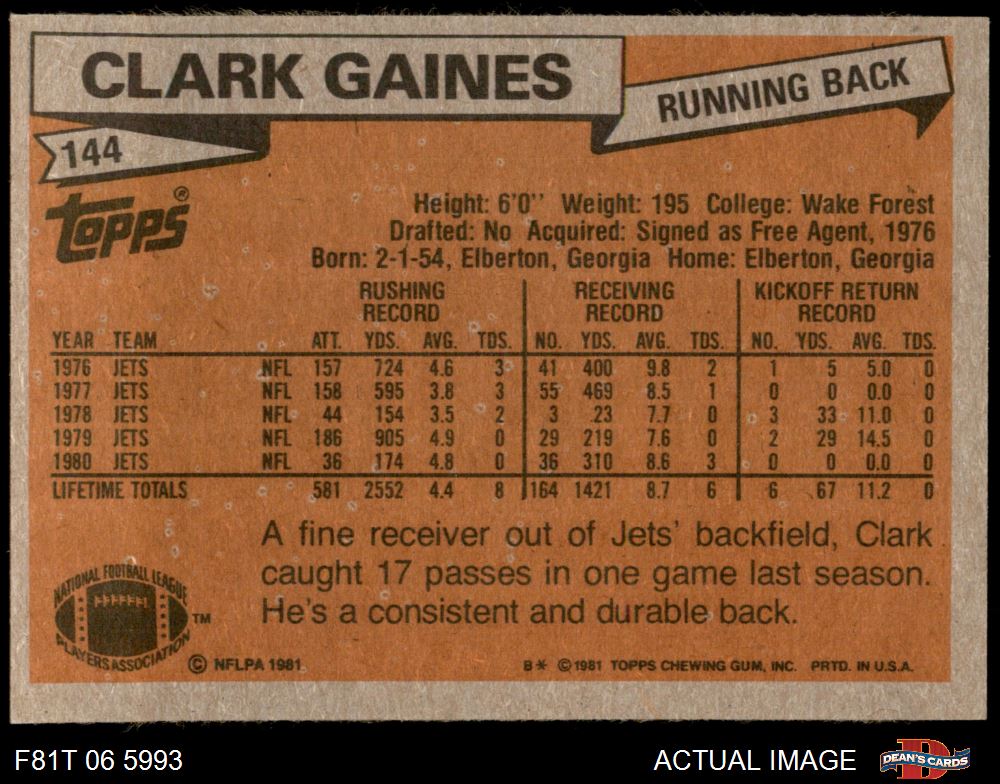 CLARK GAINES
RUNNING BACK
144
TOPPS®
Height: 6'0'' Weight: 195 College: Wake Forest
Drafted: No Acquired: Signed as Free Agent, 1976
Born: 2-1-54, Elberton, Georgia Home: Elberton, Georgia
RUSHING RECORD RECEIVING RECORD KICKOFF RETURN RECORD
YEAR TEAM ATT. YDS. AVG. TDS. NO. YDS. AVG. TDS. NO. YDS. AVG. TDS.
1976 JETS NFL 157 724 4.6 3 41 400 9.8 2 1 5 5.0 0
1977 JETS NFL 158 595 3.8 3 55 469 8.5 1 0 0 0.0 0
1978 JETS NFL 44 154 3.5 2 3 23 7.7 0 3 33 11.0 0
1979 JETS NFL 186 905 4.9 0 29 219 7.6 0 2 29 14.5 0
1980 JETS NFL 36 174 4.8 0 36 310 8.6 3 0 0 0.0 0
LIFETIME TOTALS 581 2552 4.4 8 164 1421 8.7 6 6 67 11.2 0
A fine receiver out of Jets' backfield, Clark
caught 17 passes in one game last season.
He's a consistent and durable back.
NATIONAL FOOTBALL LEAGUE
PLAYERS ASSOCIATION
TM
© NFLPA 1981
B* ©1981 TOPPS CHEWING GUM, INC. PRTD. IN U.S.A.
F81T 06 5993
ACTUAL IMAGE
D
DEAN'S CARDS